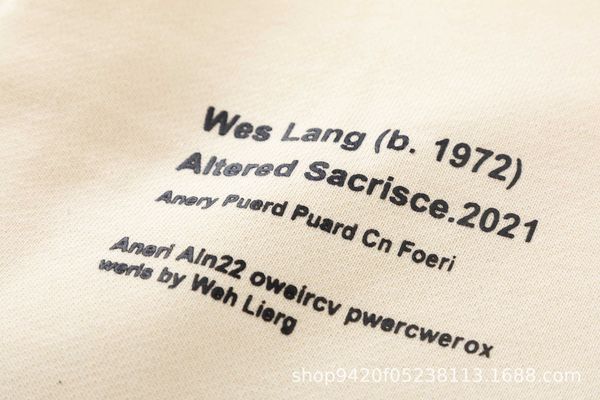 Wes Lang (b. 1972)
Altered Sacrisce.2021
Anery Puerd Puard Cn Foeri
Aneri Ain22 oweircv pwercwerox
weris by Weh Lierg
shop9420f05238113.1688.com